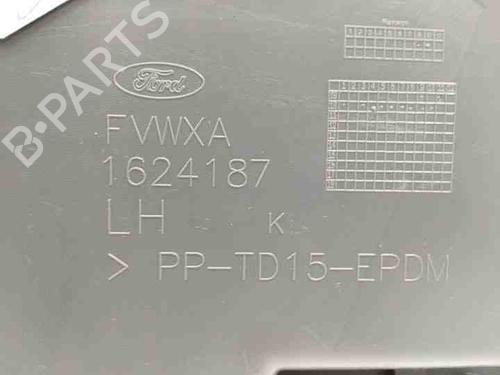 B-PARTS
Ford
FVWXA
1624187
LH K
> PP-TD15-EPDM